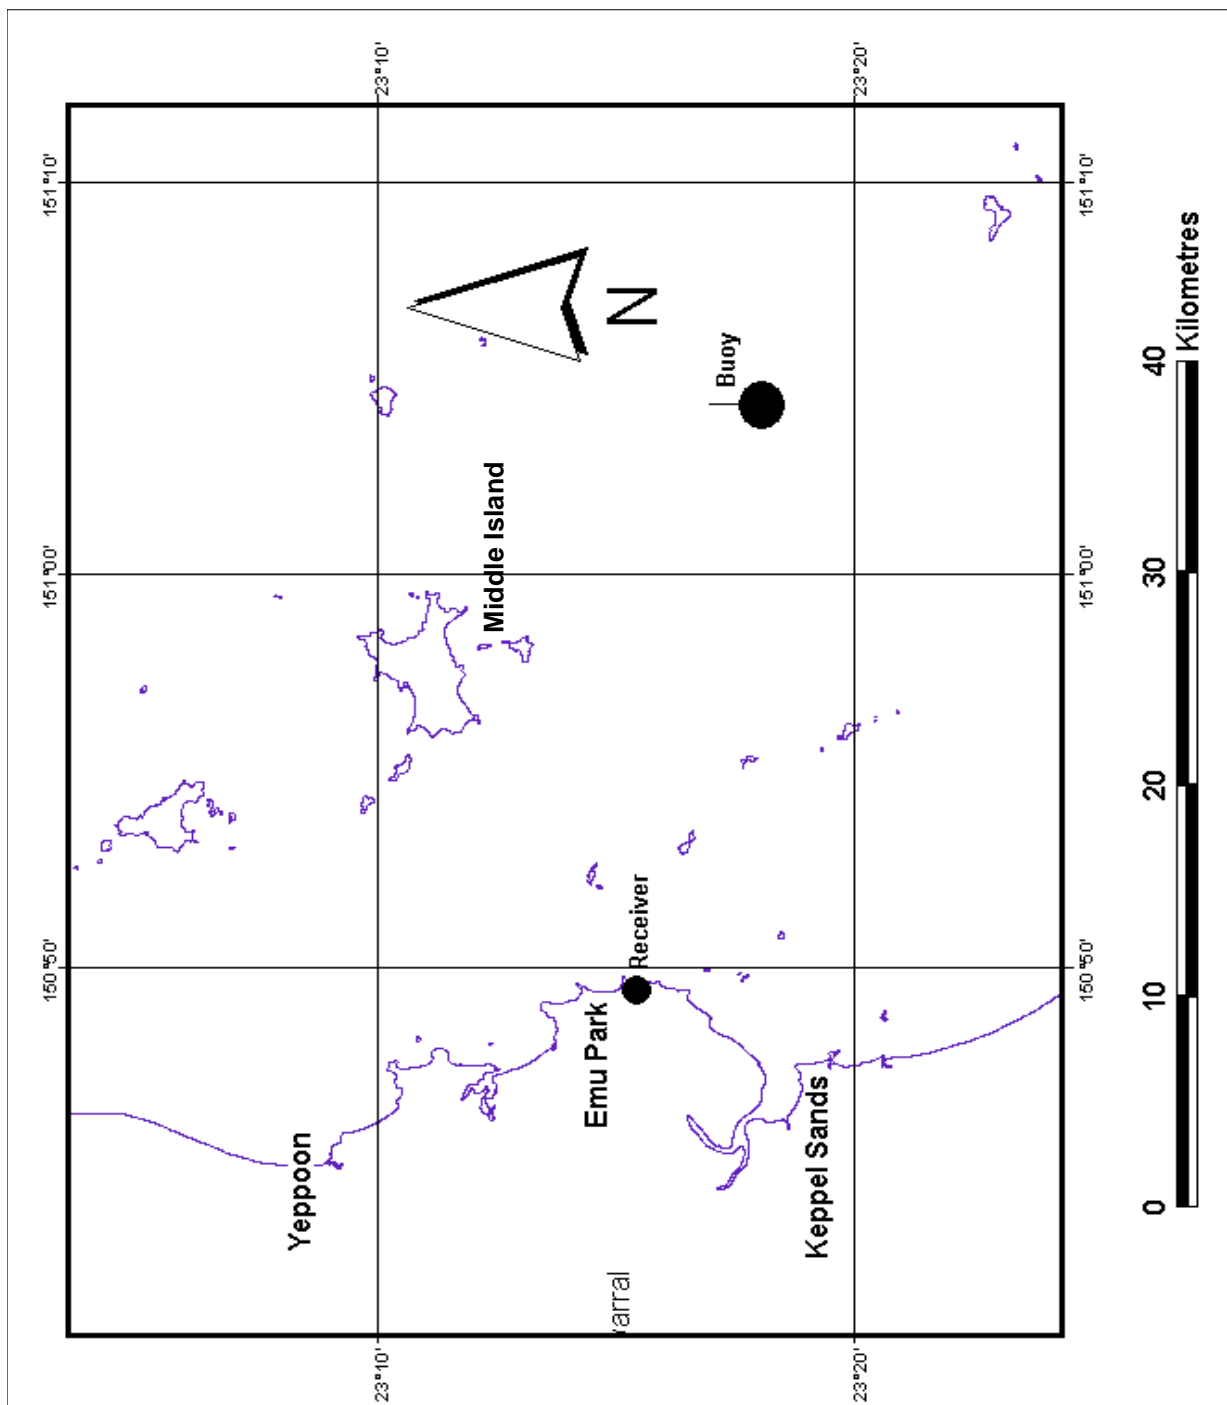 23°10'
23°20'
151°10'
151°10'
N
Buoy
Middle Island
151°00'
151°00'
Receiver
150°50'
150°50'
Emu Park
Yeppoon
Keppel Sands
arral
23°10'
23°20'
0 10 20 30 40
Kilometres